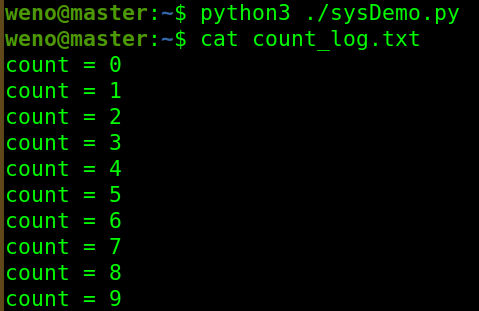 weno@master:~$ python3 ./sysDemo.py
weno@master:~$ cat count_log.txt
count = 0
count = 1
count = 2
count = 3
count = 4
count = 5
count = 6
count = 7
count = 8
count = 9